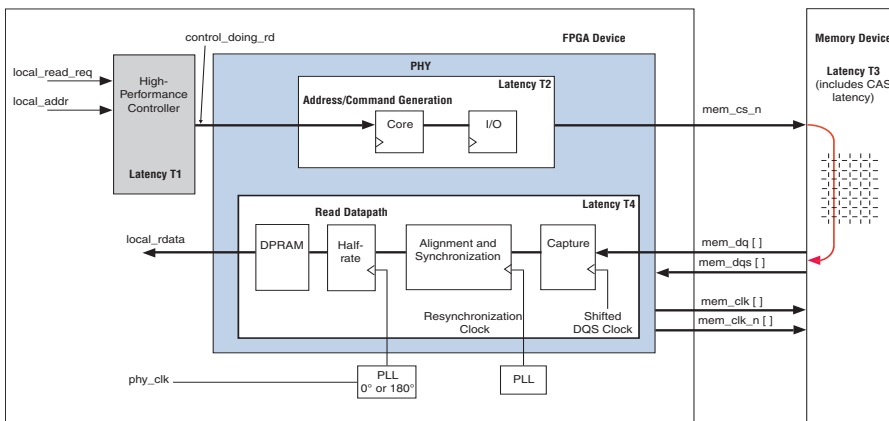 control_doing_rd
FPGA Device
Memory Device
local_read_req
High-
Performance
Controller
PHY
Latency T2
Latency T3
(includes CAS
latency)
local_addr
Address/Command Generation
mem_cs_n
Core
I/O
Latency T1
Latency T4
Read Datapath
local_rdata
DPRAM
Half-
rate
Alignment and
Synchronization
Capture
mem_dq [ ]
mem_dqs [ ]
mem_clk [ ]
mem_clk_n [ ]
Resynchronization
Clock
Shifted
DQS Clock
phy_clk
PLL
0° or 180°
PLL